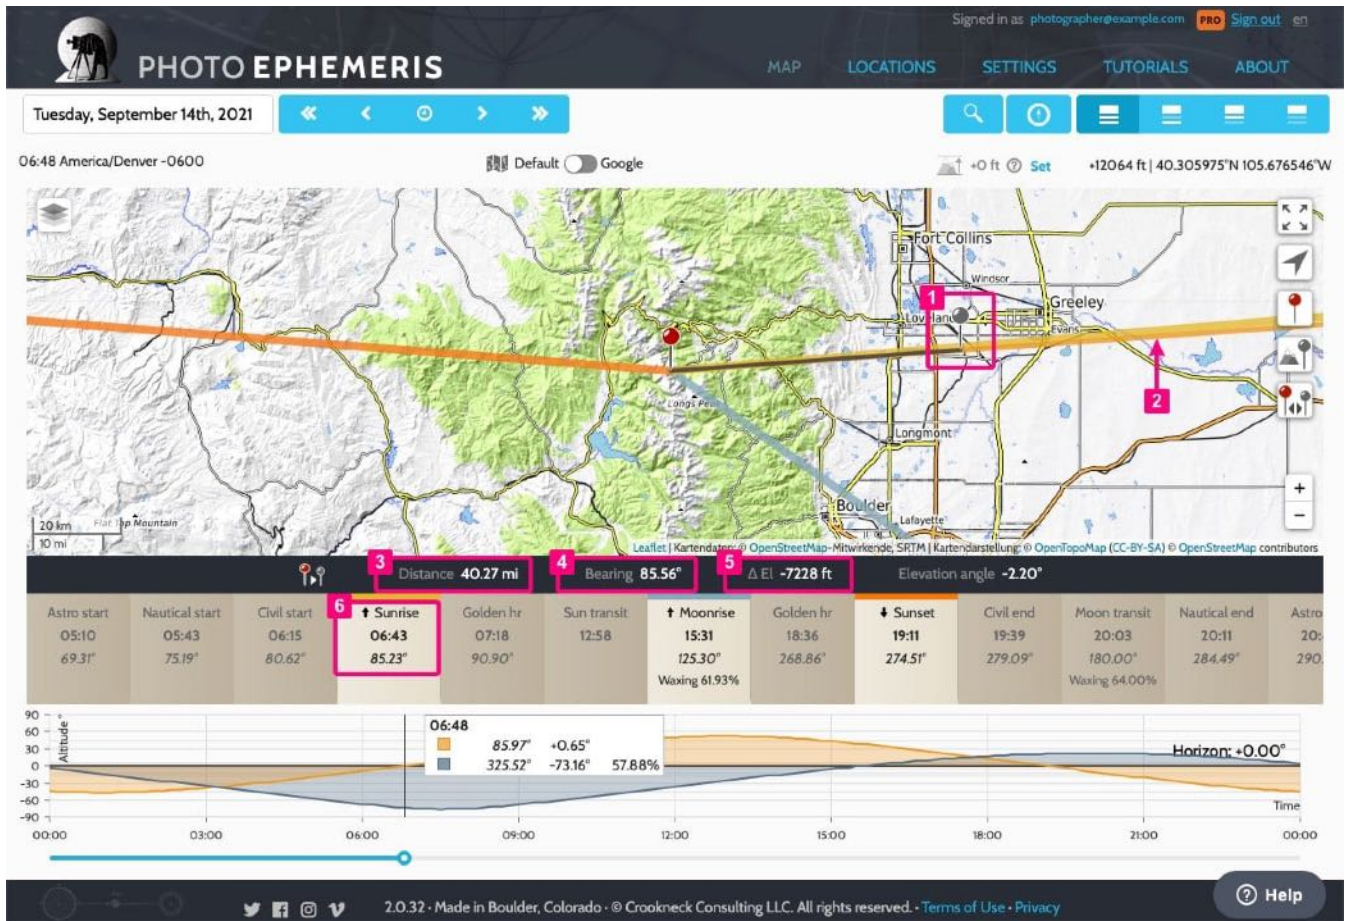 Signed in as photographer@example.com PRO Sign out en
PHOTO EPHEMERIS
MAP LOCATIONS SETTINGS TUTORIALS ABOUT
Tuesday, September 14th, 2021
06:48 America/Denver -0600
Default Google
+0 ft Set
+12064 ft | 40.305975°N 105.676546°W
Fort Collins
Windsor
1
Greeley
Loveland
Evans
2
Longs Peak
Longmont
Boulder
Lafayette
20 km
Flat Top Mountain
10 mi
+
−
Leaflet | Kartendaten: © OpenStreetMap-Mitwirkende, SRTM | Kartendarstellung: © OpenTopoMap (CC-BY-SA) © OpenStreetMap contributors
3 Distance 40.27 mi
4 Bearing 85.56°
5 Δ El -7228 ft
Elevation angle -2.20°
6
Astro start
05:10
69.31°
Nautical start
05:43
75.19°
Civil start
06:15
80.62°
Sunrise
06:43
85.23°
Golden hr
07:18
90.90°
Sun transit
12:58
Moonrise
15:31
125.30°
Waxing 61.93%
Golden hr
18:36
268.86°
Sunset
19:11
274.51°
Civil end
19:39
279.09°
Moon transit
20:03
180.00°
Waxing 64.00%
Nautical end
20:11
284.49°
Astro
20:
290.
90
60
30
0
-30
-60
-90
Altitude°
06:48
85.97° +0.65°
325.52° -73.16° 57.88%
Horizon: +0.00°
Time
00:00 03:00 06:00 09:00 12:00 15:00 18:00 21:00 00:00
2.0.32 · Made in Boulder, Colorado · © Crookneck Consulting LLC. All rights reserved. · Terms of Use · Privacy
Help